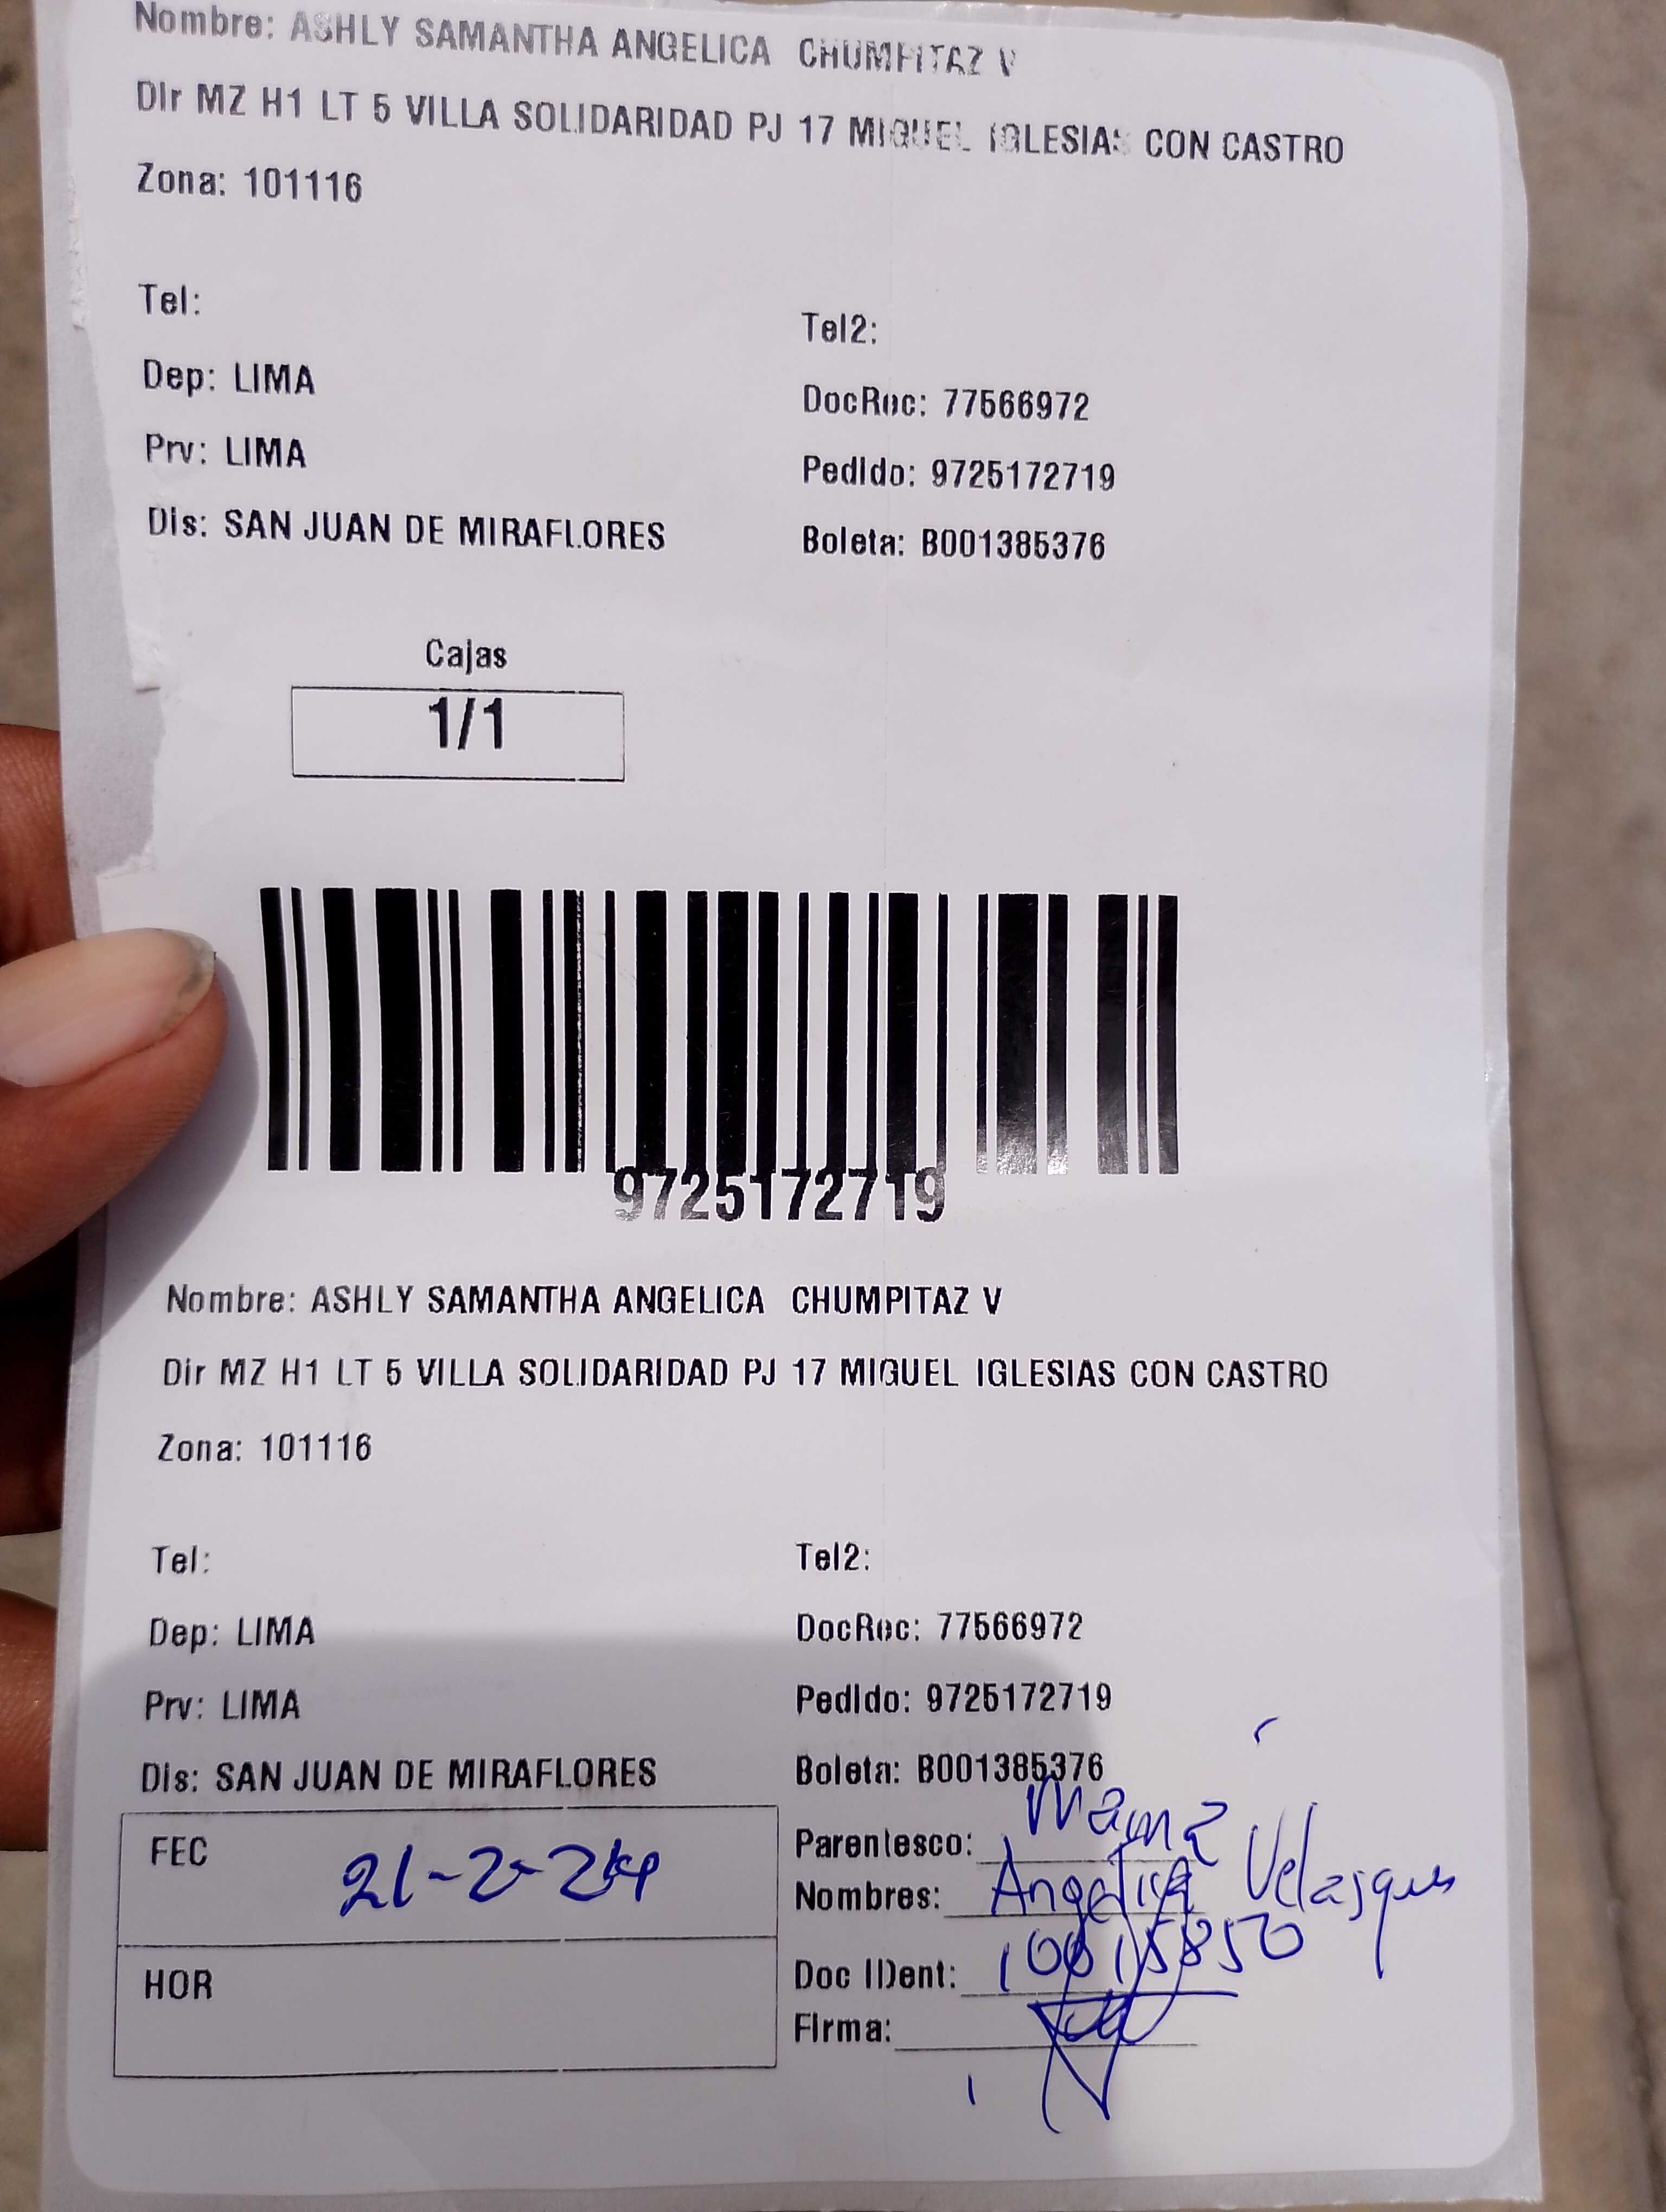 Nombre: ASHLY SAMANTHA ANGELICA CHUMPITAZ V
Dir MZ H1 LT 5 VILLA SOLIDARIDAD PJ 17 MIGUEL IGLESIAS CON CASTRO
Zona: 101116
Tel:
Tel2:
Dep: LIMA
DocRec: 77566972
Prv: LIMA
Pedido: 9725172719
Dis: SAN JUAN DE MIRAFLORES
Boleta: B001385376
Cajas
1/1
9725172719
Nombre: ASHLY SAMANTHA ANGELICA CHUMPITAZ V
Dir MZ H1 LT 5 VILLA SOLIDARIDAD PJ 17 MIGUEL IGLESIAS CON CASTRO
Zona: 101116
Tel:
Tel2:
Dep: LIMA
DocRec: 77566972
Prv: LIMA
Pedido: 9725172719
Dis: SAN JUAN DE MIRAFLORES
Boleta: B001385376
FEC 21-2-24
Parentesco: Mamá
Nombres: Angelica Velasques
HOR
Doc IDent: 10015850
Firma: